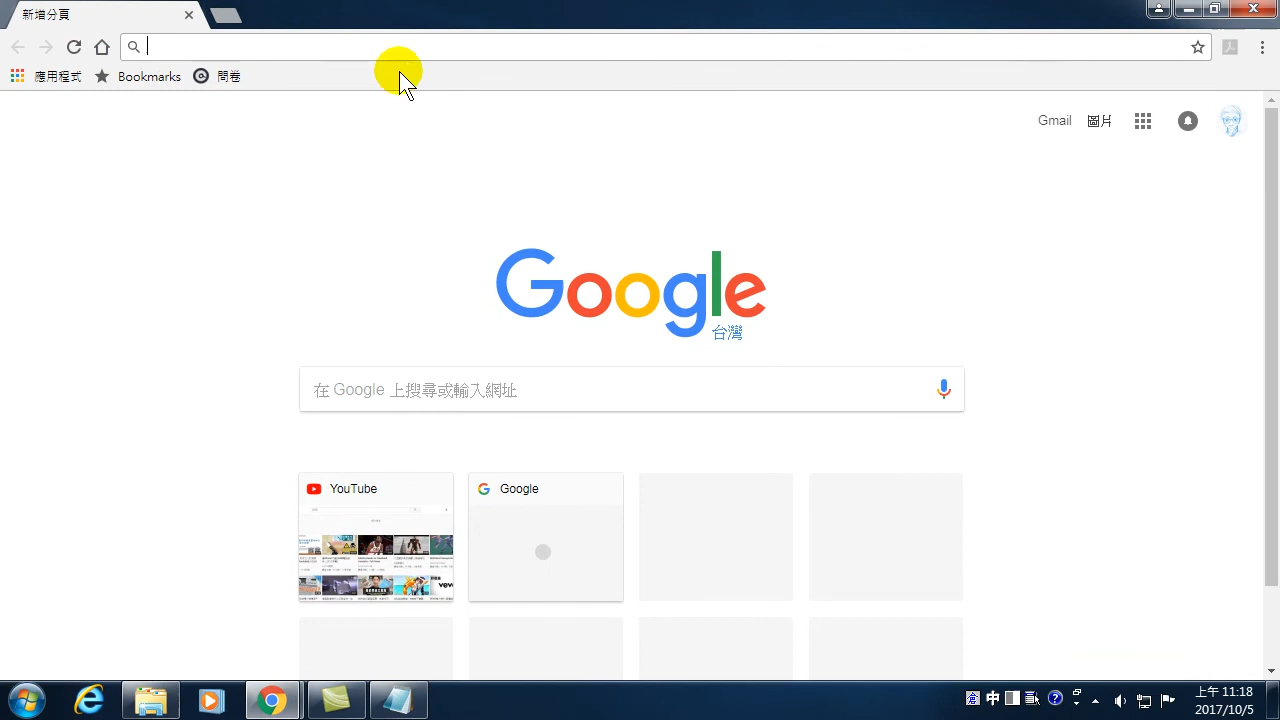 新增分頁
應用程式
Bookmarks
問卷
Gmail
圖片
Google
台灣
在 Google 上搜尋或輸入網址
YouTube
Google
中
上午 11:18
2017/10/5